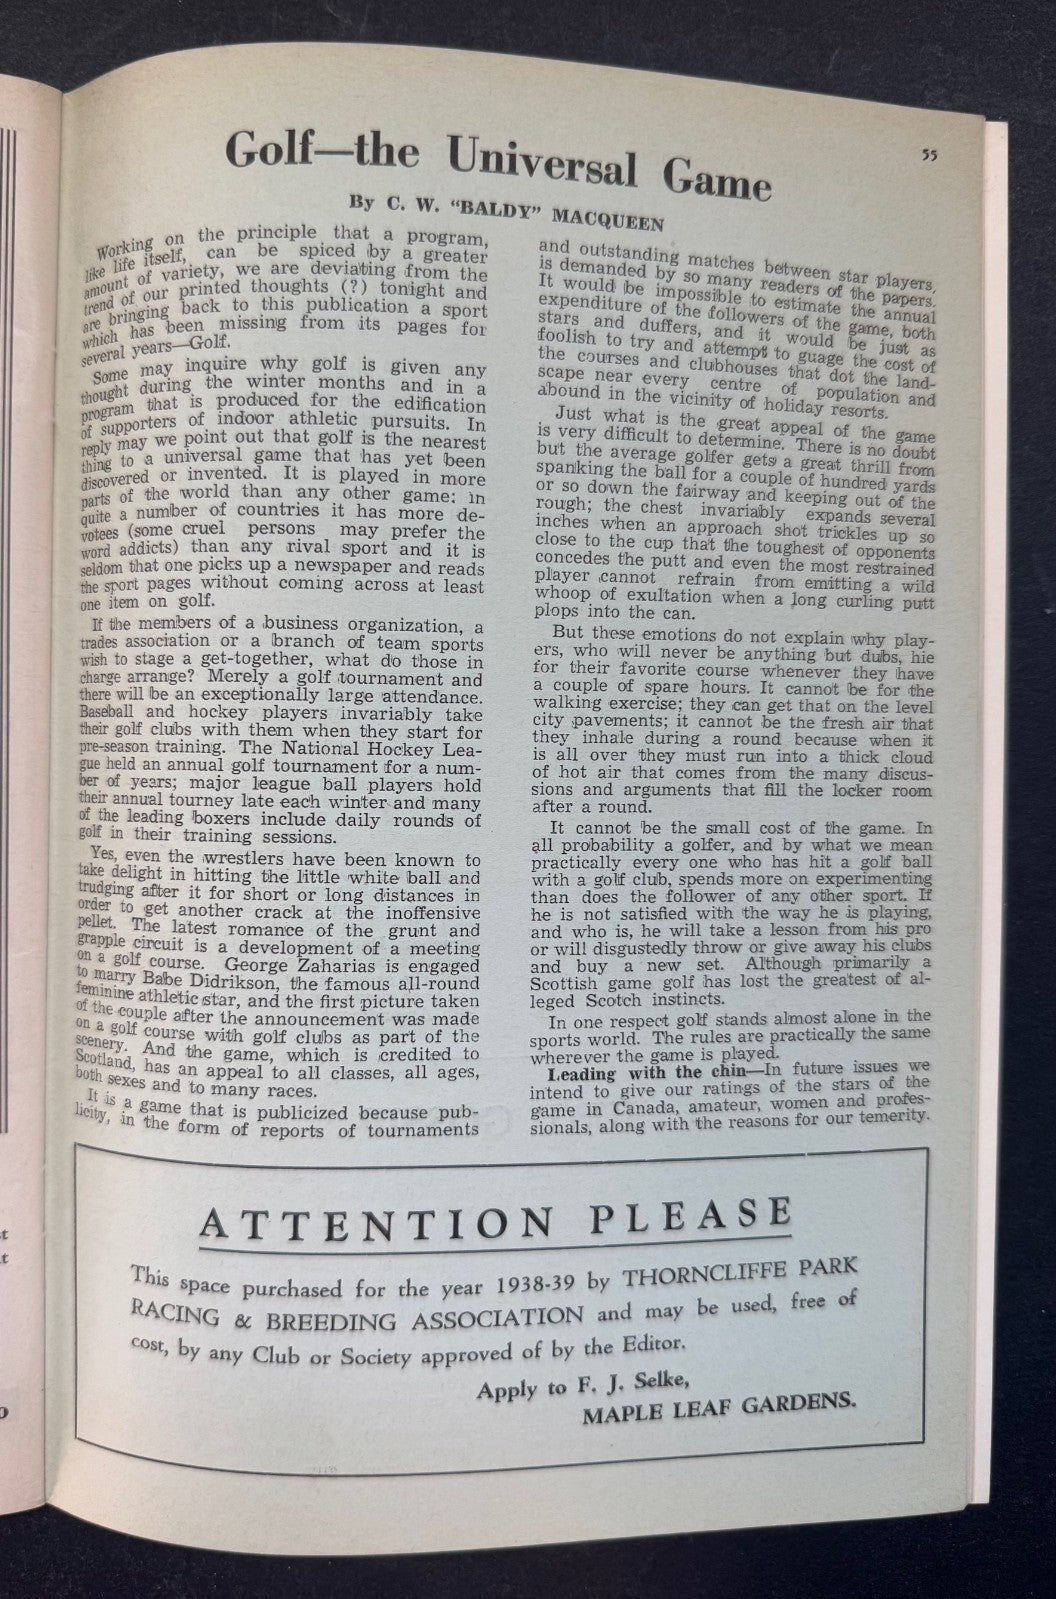 55
Golf—the Universal Game
By C. W. "BALDY" MACQUEEN
Working on the principle that a program,
like life itself, can be spiced by a greater
amount of variety, we are deviating from the
trend of our printed thoughts (?) tonight and
are bringing back to this publication a sport
which has been missing from its pages for
several years—Golf.
Some may inquire why golf is given any
thought during the winter months and in a
program that is produced for the edification
of supporters of indoor athletic pursuits. In
reply may we point out that golf is the nearest
thing to a universal game that has yet been
discovered or invented. It is played in more
parts of the world than any other game; in
quite a number of countries it has more de-
votees (some cruel persons may prefer the
word addicts) than any rival sport and it is
seldom that one picks up a newspaper and reads
the sport pages without coming across at least
one item on golf.
If the members of a business organization, a
trades association or a branch of team sports
wish to stage a get-together, what do those in
charge arrange? Merely a golf tournament and
there will be an exceptionally large attendance.
Baseball and hockey players invariably take
their golf clubs with them when they start for
pre-season training. The National Hockey Lea-
gue held an annual golf tournament for a num-
ber of years; major league ball players hold
their annual tourney late each winter and many
of the leading boxers include daily rounds of
golf in their training sessions.
Yes, even the wrestlers have been known to
take delight in hitting the little white ball and
trudging after it for short or long distances in
order to get another crack at the inoffensive
pellet. The latest romance of the grunt and
grapple circuit is a development of a meeting
on a golf course. George Zaharias is engaged
to marry Babe Didrikson, the famous all-round
feminine athletic star, and the first picture taken
of the couple after the announcement was made
on a golf course with golf clubs as part of the
scenery. And the game, which is credited to
Scotland, has an appeal to all classes, all ages,
both sexes and to many races.
It is a game that is publicized because pub-
licity, in the form of reports of tournaments
and outstanding matches between star players,
is demanded by so many readers of the papers.
It would be impossible to estimate the annual
expenditure of the followers of the game, both
stars and duffers, and it would be just as
foolish to try and attempt to guage the cost of
the courses and clubhouses that dot the land-
scape near every centre of population and
abound in the vicinity of holiday resorts.
Just what is the great appeal of the game
is very difficult to determine. There is no doubt
but the average golfer gets a great thrill from
spanking the ball for a couple of hundred yards
or so down the fairway and keeping out of the
rough; the chest invariably expands several
inches when an approach shot trickles up so
close to the cup that the toughest of opponents
concedes the putt and even the most restrained
player cannot refrain from emitting a wild
whoop of exultation when a long curling putt
plops into the can.
But these emotions do not explain why play-
ers, who will never be anything but dubs, hie
for their favorite course whenever they have
a couple of spare hours. It cannot be for the
walking exercise; they can get that on the level
city pavements; it cannot be the fresh air that
they inhale during a round because when it
is all over they must run into a thick cloud
of hot air that comes from the many discus-
sions and arguments that fill the locker room
after a round.
It cannot be the small cost of the game. In
all probability a golfer, and by what we mean
practically every one who has hit a golf ball
with a golf club, spends more on experimenting
than does the follower of any other sport. If
he is not satisfied with the way he is playing,
and who is, he will take a lesson from his pro
or will disgustedly throw or give away his clubs
and buy a new set. Although primarily a
Scottish game golf has lost the greatest of al-
leged Scotch instincts.
In one respect golf stands almost alone in the
sports world. The rules are practically the same
wherever the game is played.
Leading with the chin—In future issues we
intend to give our ratings of the stars of the
game in Canada, amateur, women and profes-
sionals, along with the reasons for our temerity.
ATTENTION PLEASE
This space purchased for the year 1938-39 by THORNCLIFFE PARK
RACING & BREEDING ASSOCIATION and may be used, free of
cost, by any Club or Society approved of by the Editor.
Apply to F. J. Selke,
MAPLE LEAF GARDENS.